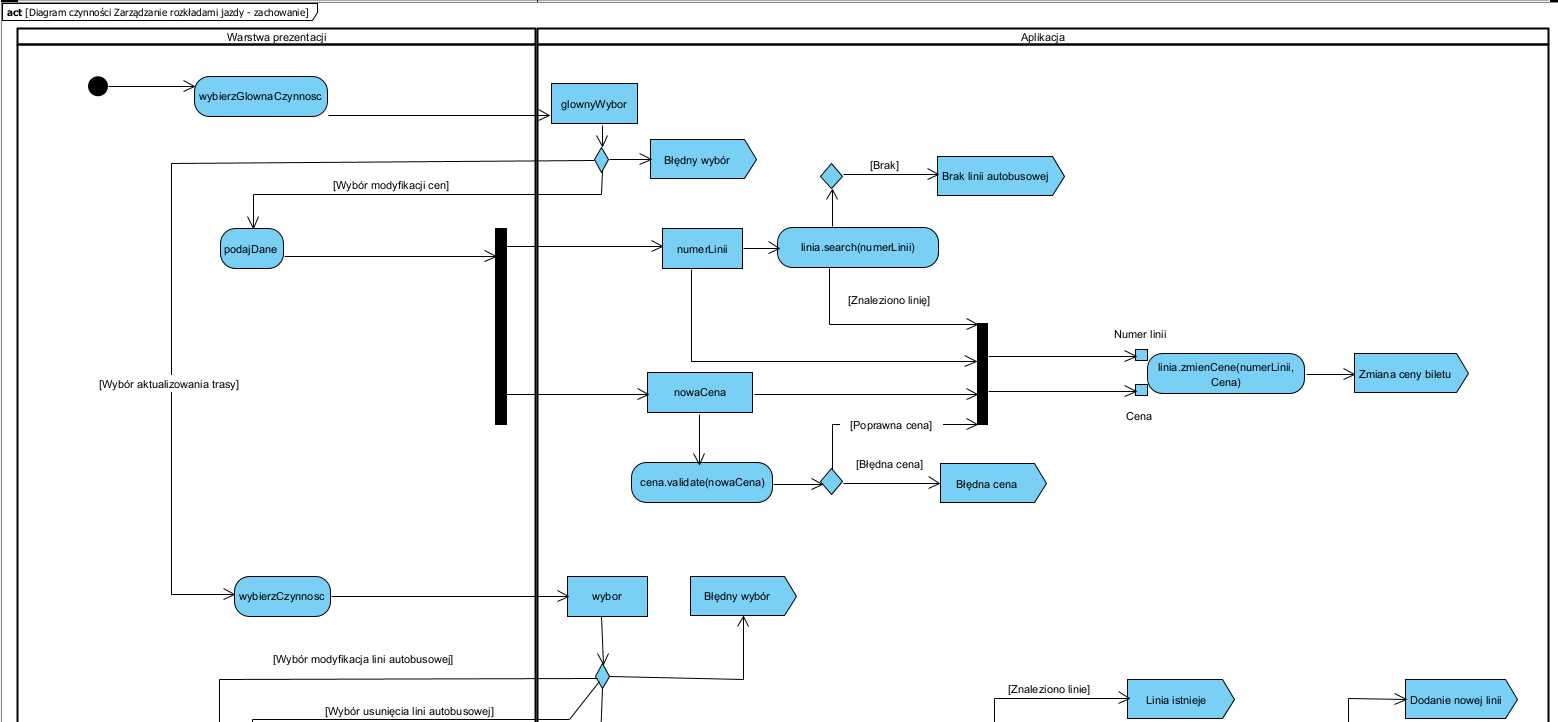 act [Diagram czynności Zarządzanie rozkładami jazdy - zachowanie]
Warstwa prezentacji
Aplikacja
wybierzGlownaCzynnosc
glownyWybor
Błędny wybór
[Wybór modyfikacji cen]
[Brak]
Brak linii autobusowej
podajDane
numerLinii
linia.search(numerLinii)
[Znaleziono linię]
Numer linii
linia.zmienCene(numerLinii,
Cena)
Zmiana ceny biletu
[Wybór aktualizowania trasy]
nowaCena
Cena
[Poprawna cena]
[Błędna cena]
cena.validate(nowaCena)
Błędna cena
wybierzCzynnosc
wybor
Błędny wybór
[Wybór modyfikacja lini autobusowej]
[Znaleziono linie]
Linia istnieje
Dodanie nowej linii
[Wybór usunięcia lini autobusowej]